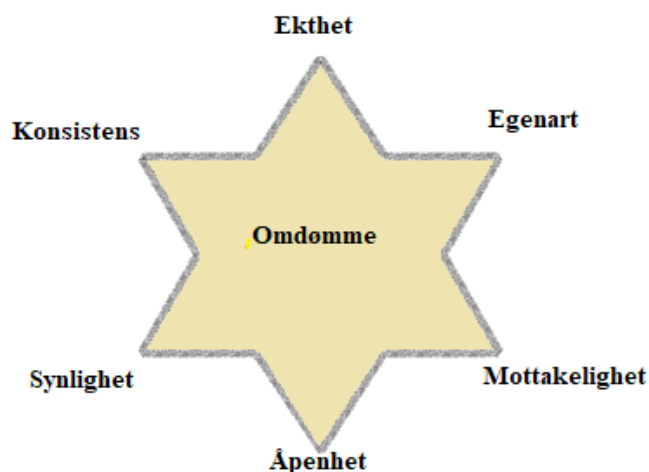 Ekthet
Egenart
Konsistens
Omdømme
Synlighet
Mottakelighet
Åpenhet